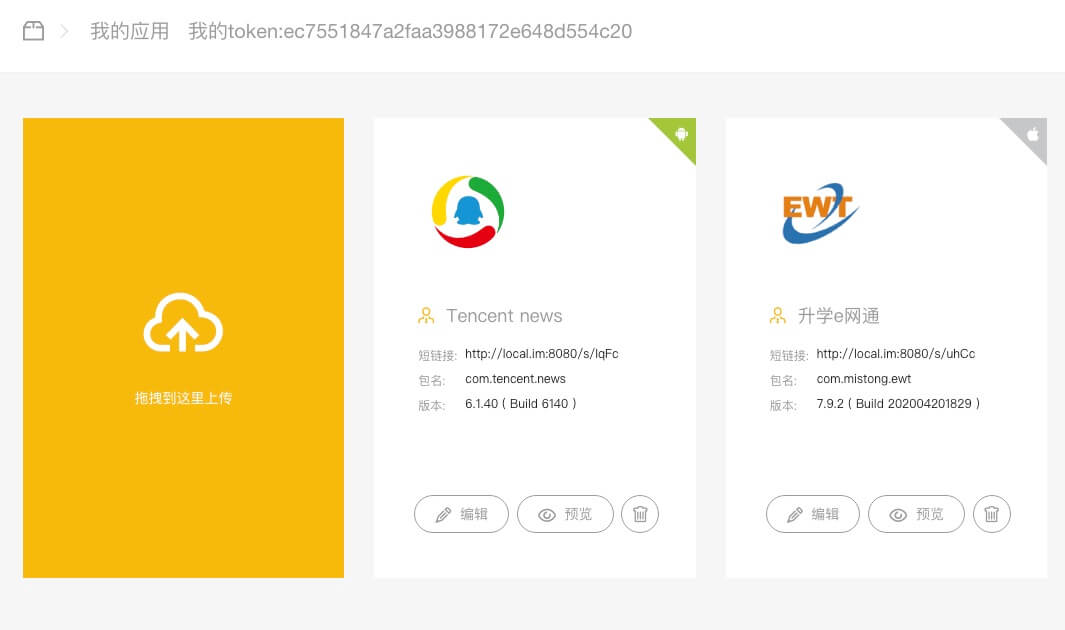 我的应用 我的token:ec7551847a2faa3988172e648d554c20
拖拽到这里上传
Tencent news
短链接: http://local.im:8080/s/IqFc
包名: com.tencent.news
版本: 6.1.40 ( Build 6140 )
编辑 预览
EWT
升学e网通
短链接: http://local.im:8080/s/uhCc
包名: com.mistong.ewt
版本: 7.9.2 ( Build 202004201829 )
编辑 预览